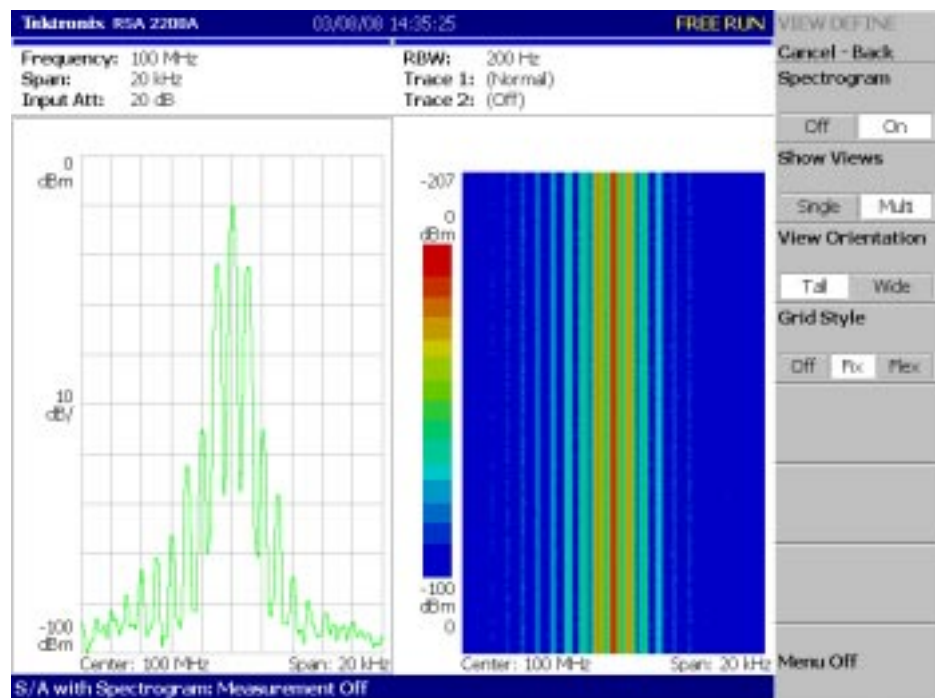 Tektronix RSA 2208A 03/08/08 14:35:25 FREE RUN
Frequency: 100 MHz
Span: 20 kHz
Input Att: 20 dB
RBW: 200 Hz
Trace 1: (Normal)
Trace 2: (Off)
0
dBm
10
dB/
-100
dBm
Center: 100 MHz Span: 20 kHz
-207
0
dBm
-100
dBm
0
Center: 100 MHz Span: 20 kHz
VIEW DEFINE
Cancel - Back
Spectrogram
Off On
Show Views
Single Multi
View Orientation
Tall Wide
Grid Style
Off Fix Flex
Menu Off
S/A with Spectrogram: Measurement Off